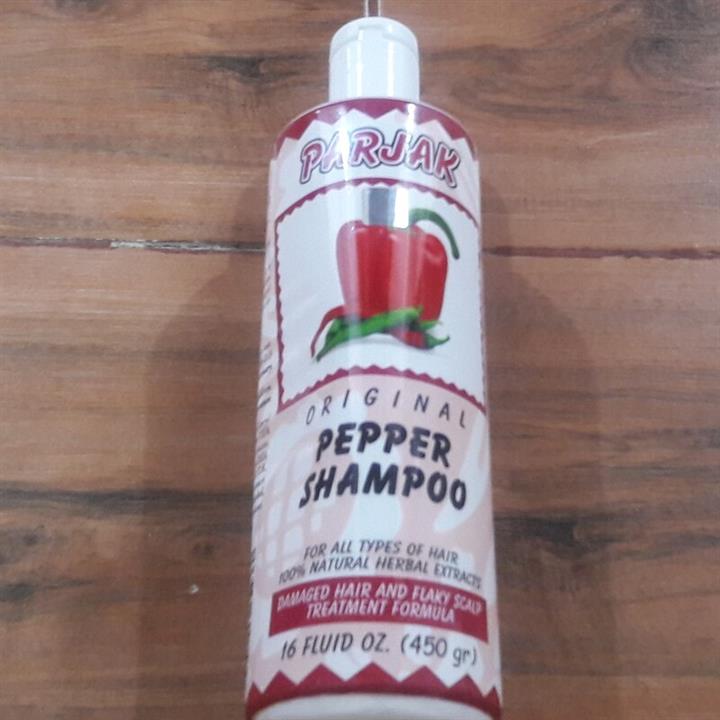 PARJAK
ORIGINAL
PEPPER
SHAMPOO
FOR ALL TYPES OF HAIR
100% NATURAL HERBAL EXTRACTS
DAMAGED HAIR AND FLAKY SCALP
TREATMENT FORMULA
16 FLUID OZ. (450 gr)